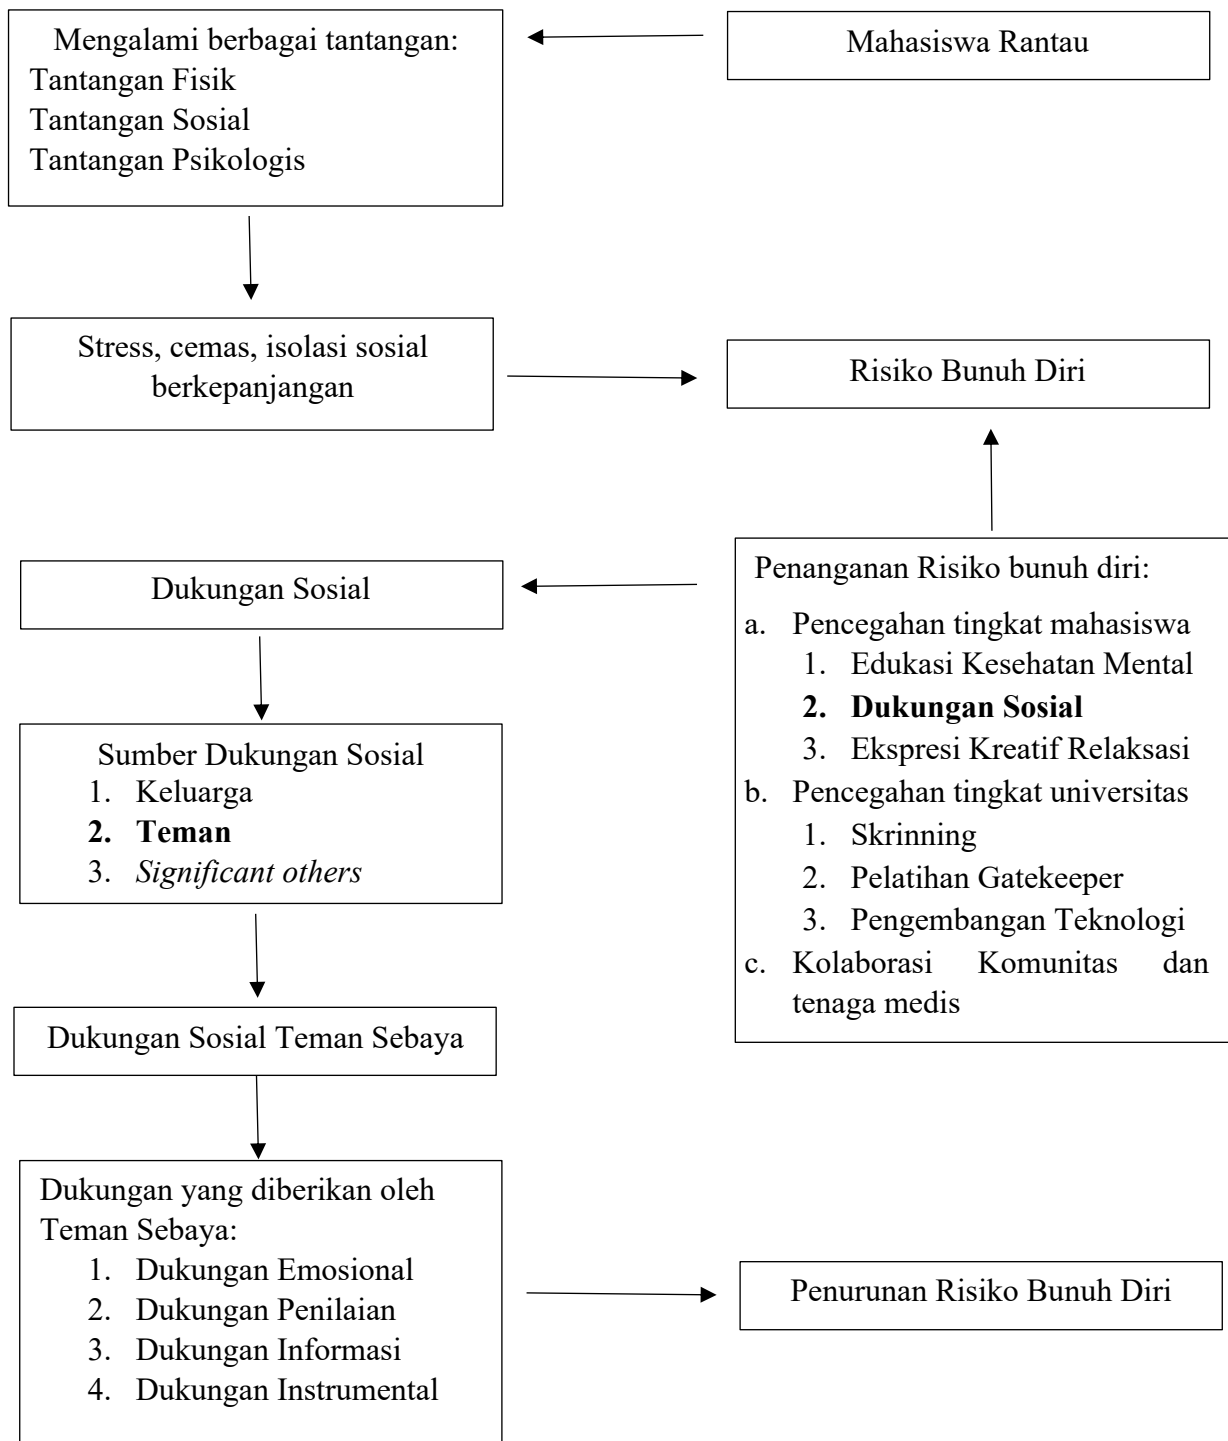 Mengalami berbagai tantangan:
Tantangan Fisik
Tantangan Sosial
Tantangan Psikologis
Mahasiswa Rantau
Stress, cemas, isolasi sosial
berkepanjangan
Risiko Bunuh Diri
Penanganan Risiko bunuh diri:
a. Pencegahan tingkat mahasiswa
1. Edukasi Kesehatan Mental
2. Dukungan Sosial
3. Ekspresi Kreatif Relaksasi
b. Pencegahan tingkat universitas
1. Skrinning
2. Pelatihan Gatekeeper
3. Pengembangan Teknologi
c. Kolaborasi Komunitas dan
tenaga medis
Dukungan Sosial
Sumber Dukungan Sosial
1. Keluarga
2. Teman
3. Significant others
Dukungan Sosial Teman Sebaya
Dukungan yang diberikan oleh
Teman Sebaya:
1. Dukungan Emosional
2. Dukungan Penilaian
3. Dukungan Informasi
4. Dukungan Instrumental
Penurunan Risiko Bunuh Diri